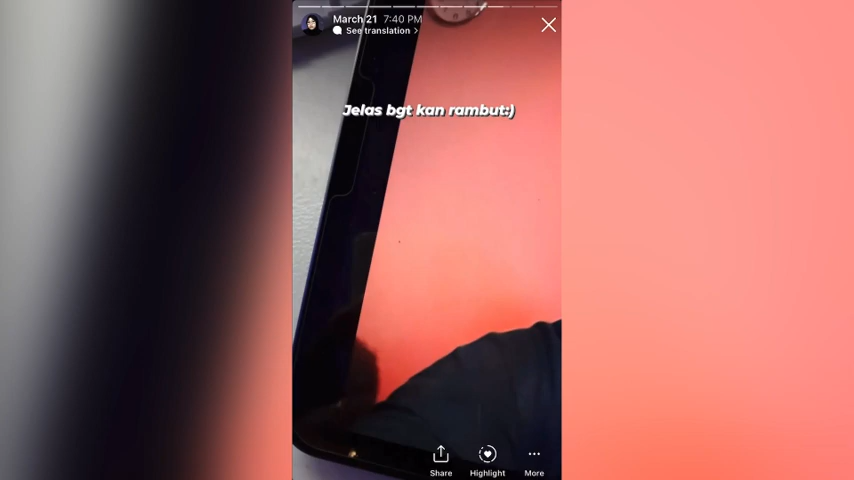 March 21 7:40 PM
See translation >
Jelas bgt kan rambut:)
Share
Highlight
More